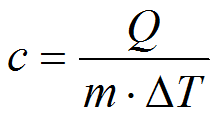 c = Q / (m · ΔT)